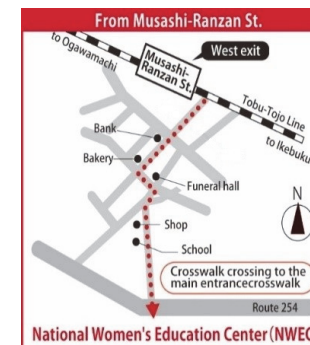 From Musashi-Ranzan St.
West exit
Musashi-
Ranzan St.
to Ogawamachi
Tobu-Tojo Line
to Ikebuku
Bank
Bakery
Funeral hall
N
Shop
School
Crosswalk crossing to the
main entrancecrosswalk
Route 254
National Women's Education Center (NWEC